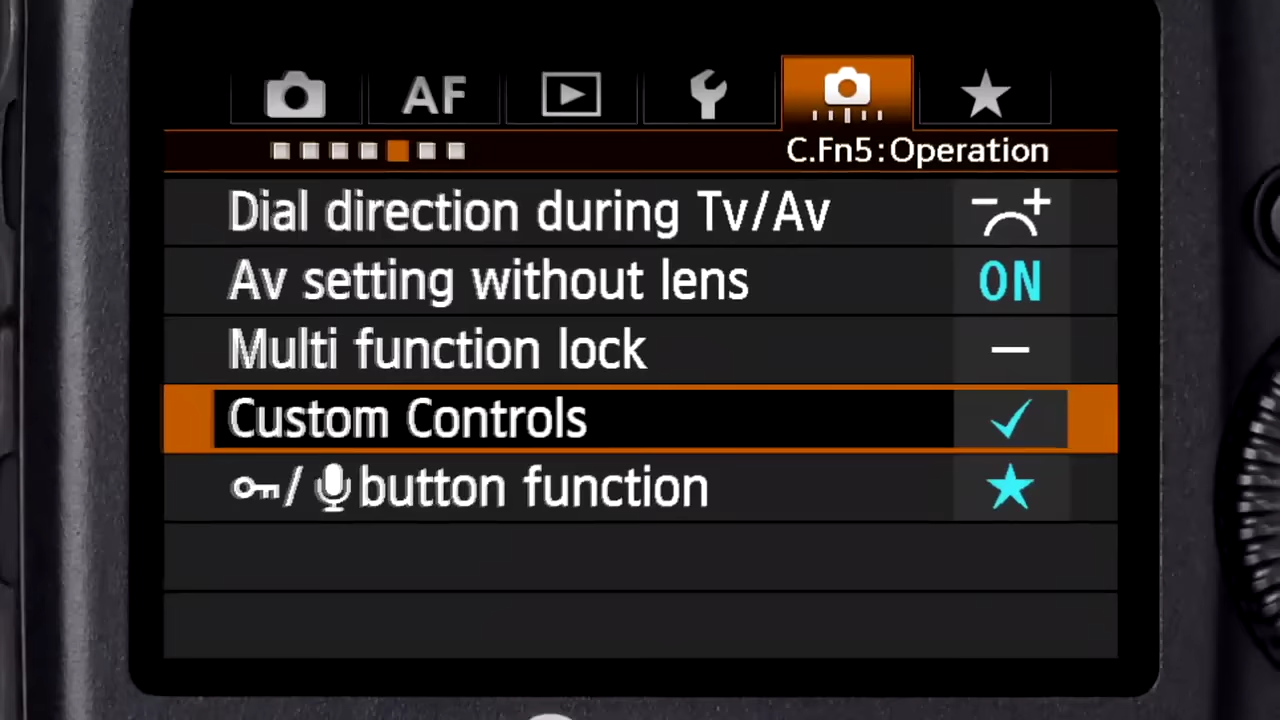 AF
C.Fn5:Operation
Dial direction during Tv/Av
Av setting without lens ON
Multi function lock
Custom Controls
/ button function